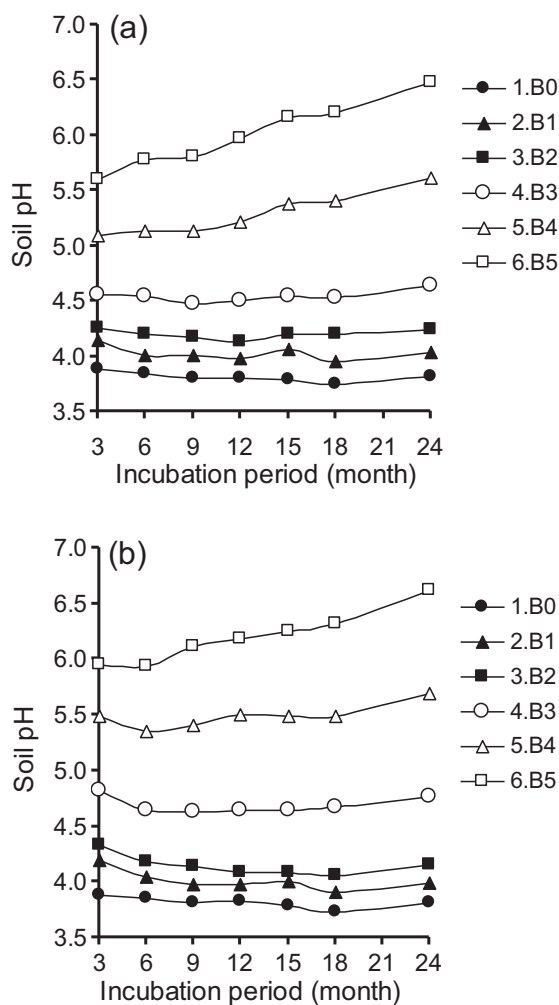 (a)
7.0
6.5
6.0
5.5
5.0
4.5
4.0
3.5
Soil pH
3 6 9 12 15 18 21 24
Incubation period (month)
1.B0
2.B1
3.B2
4.B3
5.B4
6.B5
(b)
7.0
6.5
6.0
5.5
5.0
4.5
4.0
3.5
Soil pH
3 6 9 12 15 18 21 24
Incubation period (month)
1.B0
2.B1
3.B2
4.B3
5.B4
6.B5